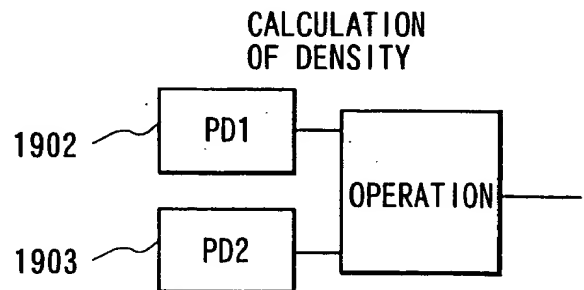 CALCULATION
OF DENSITY
PD1
1902
OPERATION
PD2
1903